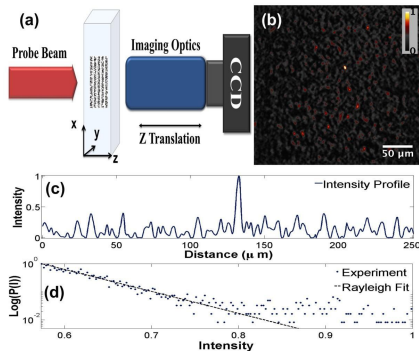 (a)
Probe Beam
Imaging Optics
CCD
Z Translation
x
y
z
(b)
1
0
50 μm
(c)
Intensity Profile
Intensity
1
0.5
0
0
50
100
150
200
250
Distance (μ m)
(d)
Log(P(I))
10⁰
10⁻²
Experiment
Rayleigh Fit
0.5
0.6
0.7
0.8
0.9
1
Intensity